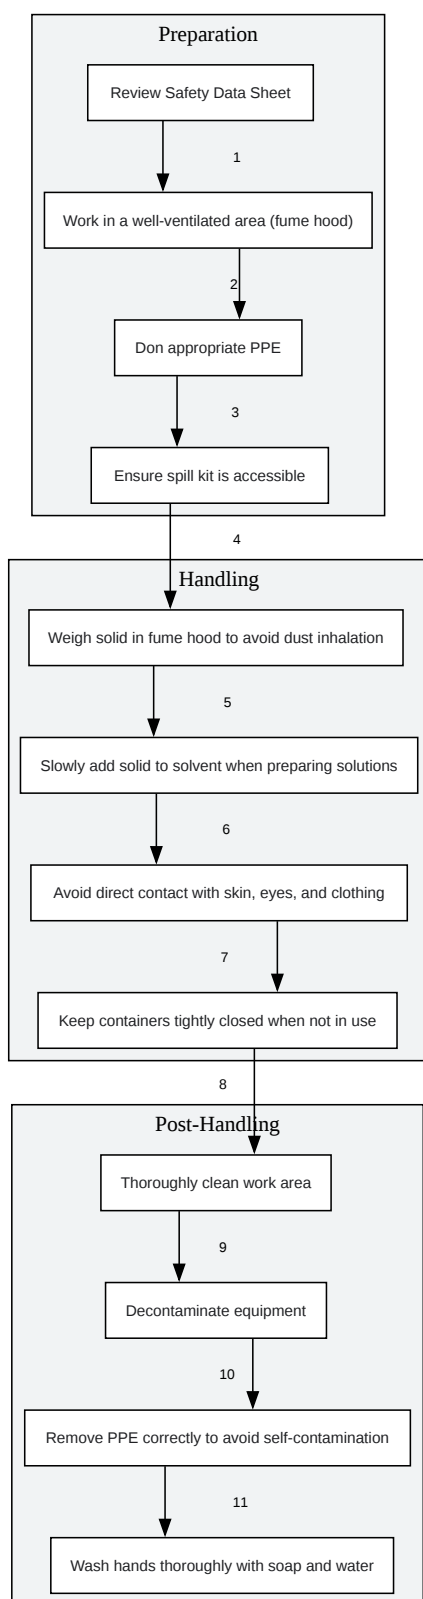 Preparation
Review Safety Data Sheet
1
Work in a well-ventilated area (fume hood)
2
Don appropriate PPE
3
Ensure spill kit is accessible
4
Handling
Weigh solid in fume hood to avoid dust inhalation
5
Slowly add solid to solvent when preparing solutions
6
Avoid direct contact with skin, eyes, and clothing
7
Keep containers tightly closed when not in use
8
Post-Handling
Thoroughly clean work area
9
Decontaminate equipment
10
Remove PPE correctly to avoid self-contamination
11
Wash hands thoroughly with soap and water